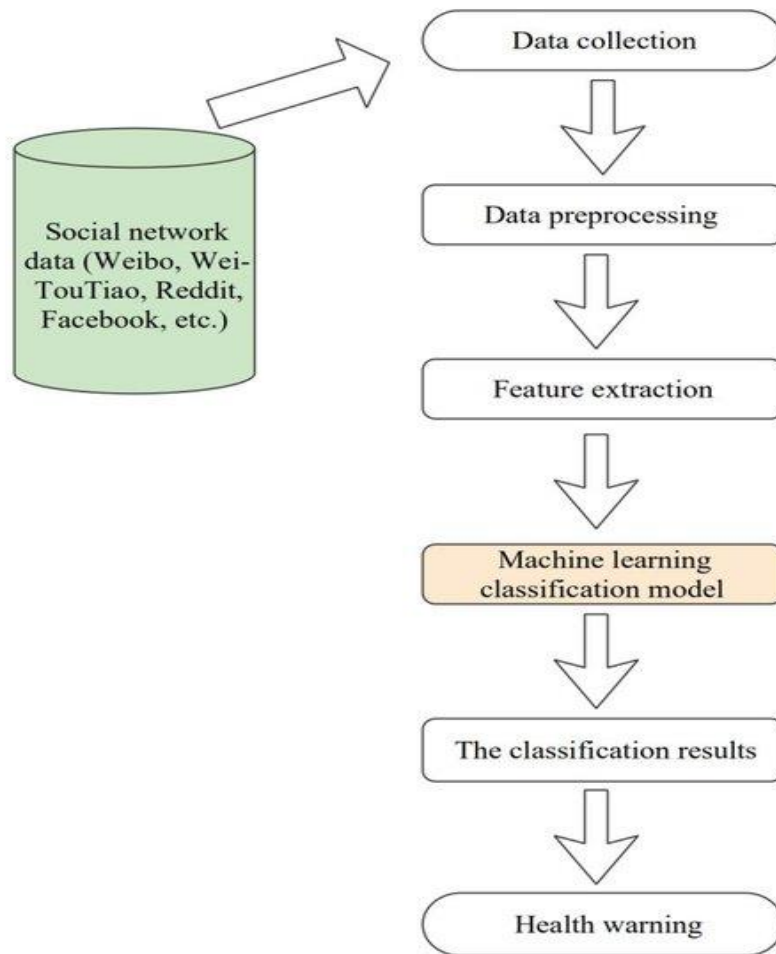 Data collection
Social network
data (Weibo, Wei-
TouTiao, Reddit,
Facebook, etc.)
Data preprocessing
Feature extraction
Machine learning
classification model
The classification results
Health warning